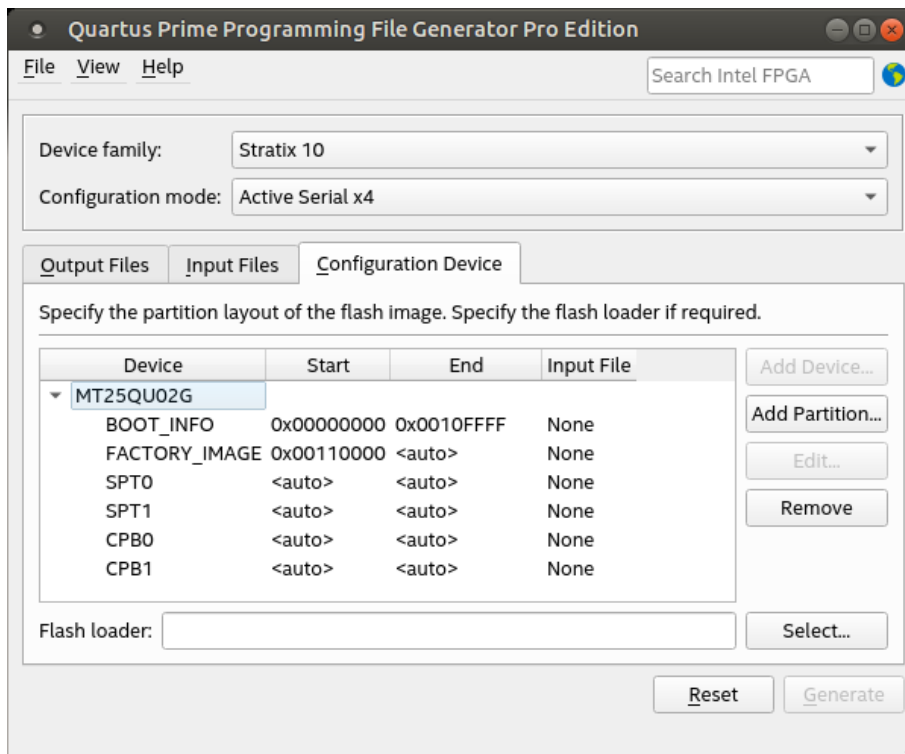 Quartus Prime Programming File Generator Pro Edition
File View Help Search Intel FPGA
Device family: Stratix 10
Configuration mode: Active Serial x4
Output Files Input Files Configuration Device
Specify the partition layout of the flash image. Specify the flash loader if required.
Device Start End Input File Add Device...
MT25QU02G
BOOT_INFO 0x00000000 0x0010FFFF None Add Partition...
FACTORY_IMAGE 0x00110000 <auto> None Edit...
SPT0 <auto> <auto> None
SPT1 <auto> <auto> None Remove
CPB0 <auto> <auto> None
CPB1 <auto> <auto> None
Flash loader: Select...
Reset Generate